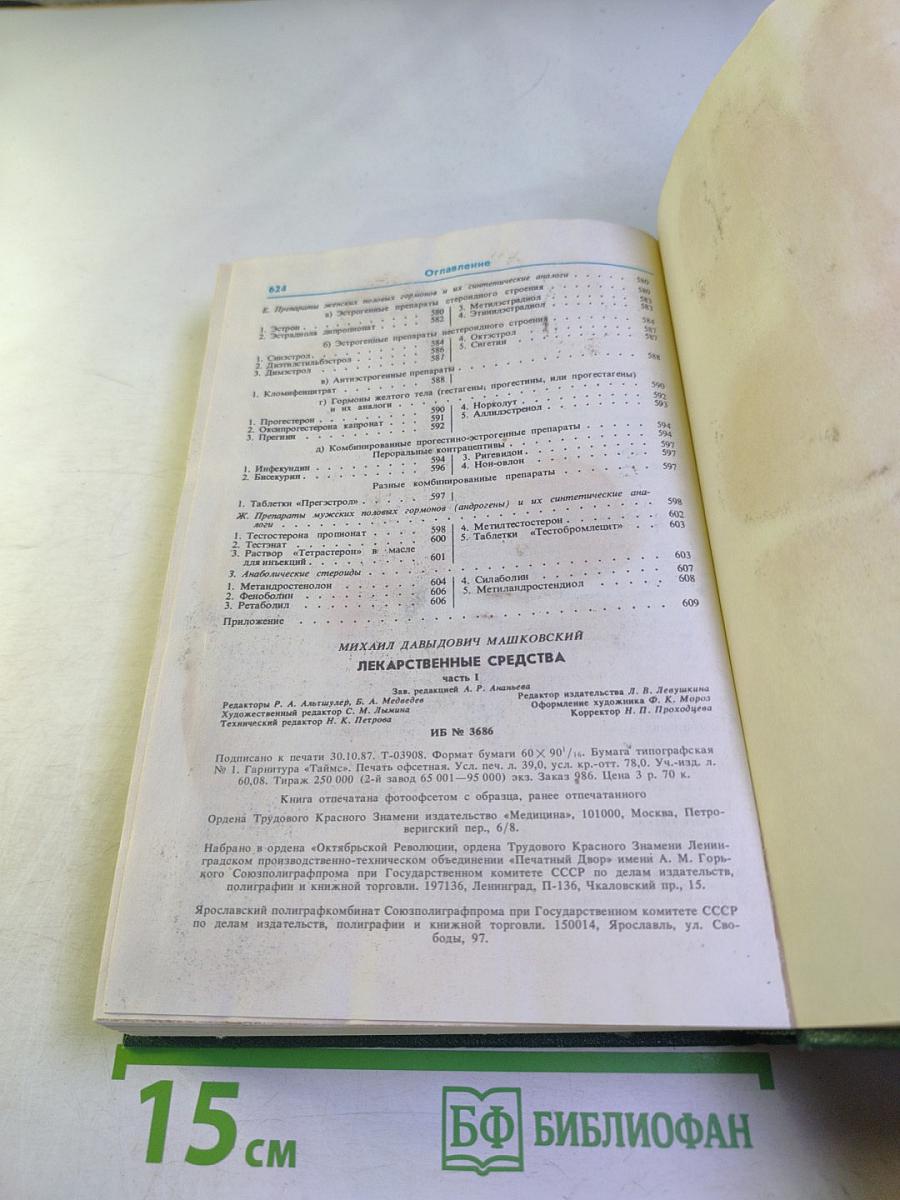 624
Оглавление
Е. Препараты женских половых гормонов и их синтетические аналоги . . . . . . . 580
а) Эстрогенные препараты стероидного строения . . . . . . . 580
1. Эстрон . . . . . . . 580
3. Метилэстрадиол . . . . . . . 583
2. Эстрадиола дипропионат . . . . . . . 582
4. Этинилэстрадиол . . . . . . . 583
б) Эстрогенные препараты нестероидного строения . . . . . . . 584
1. Синэстрол . . . . . . . 584
4. Октэстрол . . . . . . . 587
2. Диэтилстильбэстрол . . . . . . . 586
5. Сигетин . . . . . . . 587
3. Димэстрол . . . . . . . 587
в) Антиэстрогенные препараты . . . . . . . 588
1. Кломифенцитрат . . . . . . . 588
г) Гормоны желтого тела (гестагены, прогестины, или прогестагены)
и их аналоги . . . . . . . 590
1. Прогестерон . . . . . . . 590
4. Норколут . . . . . . . 592
2. Оксипрогестерона капронат . . . . . . . 591
5. Аллилэстренол . . . . . . . 593
3. Прегнин . . . . . . . 592
д) Комбинированные прогестино-эстрогенные препараты . . . . . . . 594
Пероральные контрацептивы . . . . . . . 594
1. Инфекундин . . . . . . . 594
3. Ригевидон . . . . . . . 597
2. Бисекурин . . . . . . . 596
4. Нон-овлон . . . . . . . 597
Разные комбинированные препараты . . . . . . . 597
1. Таблетки «Прегэстрол» . . . . . . . 597
Ж. Препараты мужских половых гормонов (андрогены) и их синтетические ана-
логи . . . . . . . 598
1. Тестостерона пропионат . . . . . . . 598
4. Метилтестостерон . . . . . . . 602
2. Тестэнат . . . . . . . 600
5. Таблетки «Тестобромлецит» . . . . . . . 603
3. Раствор «Тетрастерон» в масле
для инъекций . . . . . . . 601
З. Анаболические стероиды . . . . . . . 603
1. Метандростенолон . . . . . . . 604
4. Силаболин . . . . . . . 607
2. Феноболин . . . . . . . 606
5. Метиландростендиол . . . . . . . 608
3. Ретаболил . . . . . . . 606
Приложение . . . . . . . 609
МИХАИЛ ДАВЫДОВИЧ МАШКОВСКИЙ
ЛЕКАРСТВЕННЫЕ СРЕДСТВА
часть I
Зав. редакцией А. Р. Ананьева
Редакторы Р. А. Альтшулер, Б. А. Медведев
Редактор издательства Л. В. Левушкина
Художественный редактор С. М. Лымина
Оформление художника Ф. К. Мороз
Технический редактор Н. К. Петрова
Корректор Н. П. Проходцева
ИБ № 3686
Подписано к печати 30.10.87. Т-03908. Формат бумаги 60×90¹/₁₆. Бумага типографская
№ 1. Гарнитура «Таймс». Печать офсетная. Усл. печ. л. 39,0, усл. кр.-отт. 78,0. Уч.-изд. л.
60,08. Тираж 250 000 (2-й завод 65 001—95 000) экз. Заказ 986. Цена 3 р. 70 к.
Книга отпечатана фотоофсетом с образца, ранее отпечатанного
Ордена Трудового Красного Знамени издательство «Медицина», 101000, Москва, Петро-
веригский пер., 6/8.
Набрано в ордена «Октябрьской Революции, ордена Трудового Красного Знамени Ленин-
градском производственно-техническом объединении «Печатный Двор» имени А. М. Горь-
кого Союзполиграфпрома при Государственном комитете СССР по делам издательств,
полиграфии и книжной торговли. 197136, Ленинград, П-136, Чкаловский пр., 15.
Ярославский полиграфкомбинат Союзполиграфпрома при Государственном комитете СССР
по делам издательств, полиграфии и книжной торговли. 150014, Ярославль, ул. Сво-
боды, 97.
15 см
БФ БИБЛИОФАН